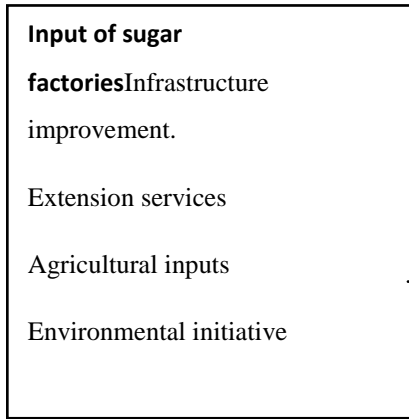 Input of sugar
factoriesInfrastructure
improvement.
Extension services
Agricultural inputs
Environmental initiative